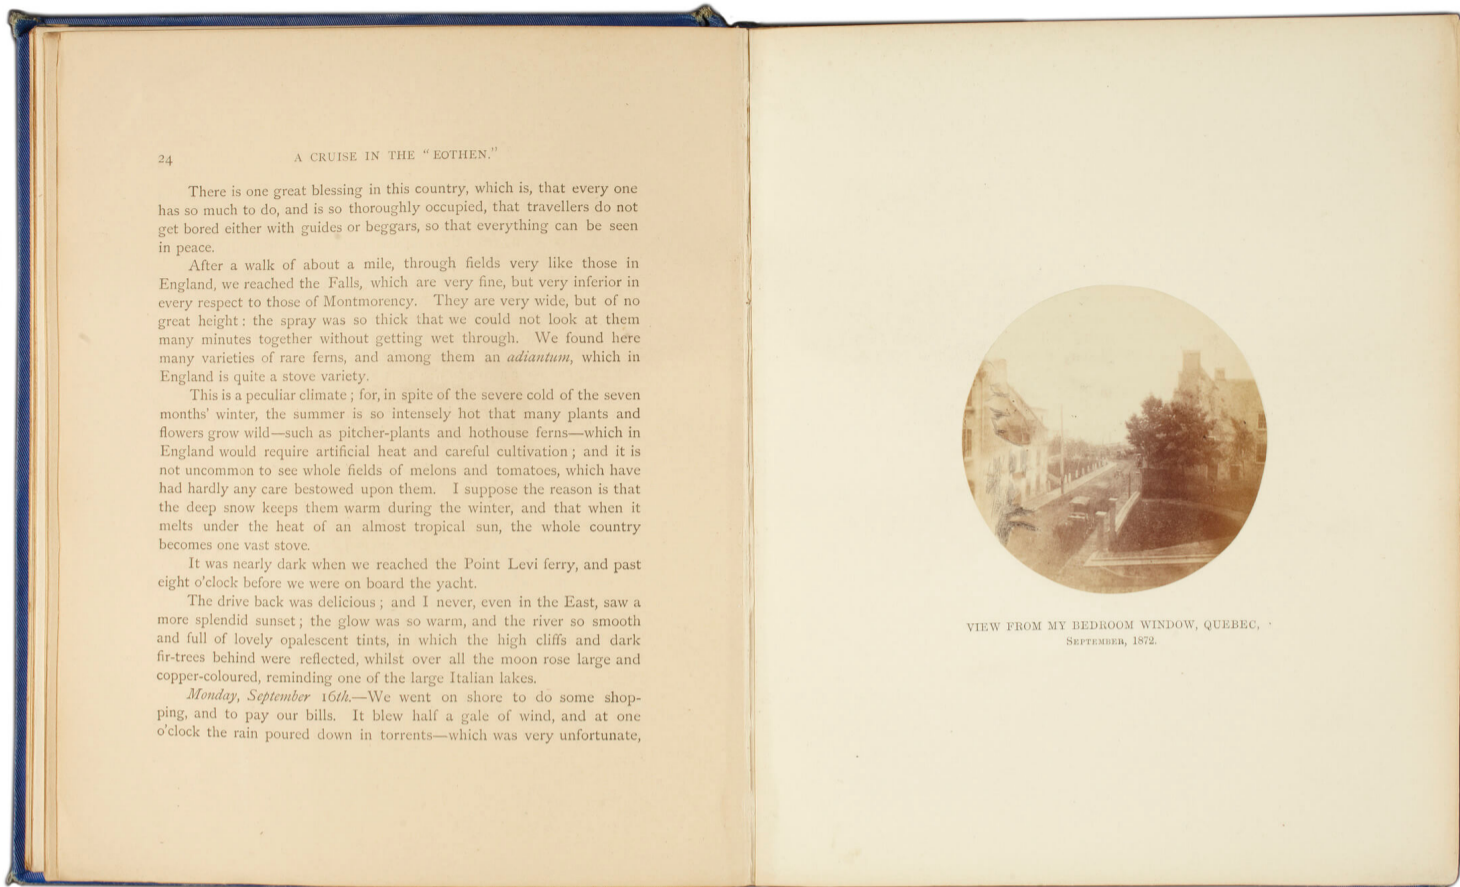 24
A CRUISE IN THE "EOTHEN."
There is one great blessing in this country, which is, that every one
has so much to do, and is so thoroughly occupied, that travellers do not
get bored either with guides or beggars, so that everything can be seen
in peace.
After a walk of about a mile, through fields very like those in
England, we reached the Falls, which are very fine, but very inferior in
every respect to those of Montmorency. They are very wide, but of no
great height: the spray was so thick that we could not look at them
many minutes together without getting wet through. We found here
many varieties of rare ferns, and among them an adiantum, which in
England is quite a stove variety.
This is a peculiar climate; for, in spite of the severe cold of the seven
months' winter, the summer is so intensely hot that many plants and
flowers grow wild—such as pitcher-plants and hothouse ferns—which in
England would require artificial heat and careful cultivation; and it is
not uncommon to see whole fields of melons and tomatoes, which have
had hardly any care bestowed upon them. I suppose the reason is that
the deep snow keeps them warm during the winter, and that when it
melts under the heat of an almost tropical sun, the whole country
becomes one vast stove.
It was nearly dark when we reached the Point Levi ferry, and past
eight o'clock before we were on board the yacht.
The drive back was delicious; and I never, even in the East, saw a
more splendid sunset; the glow was so warm, and the river so smooth
and full of lovely opalescent tints, in which the high cliffs and dark
fir-trees behind were reflected, whilst over all the moon rose large and
copper-coloured, reminding one of the large Italian lakes.
Monday, September 16th.—We went on shore to do some shop-
ping, and to pay our bills. It blew half a gale of wind, and at one
o'clock the rain poured down in torrents—which was very unfortunate,
VIEW FROM MY BEDROOM WINDOW, QUEBEC,
SEPTEMBER, 1872.